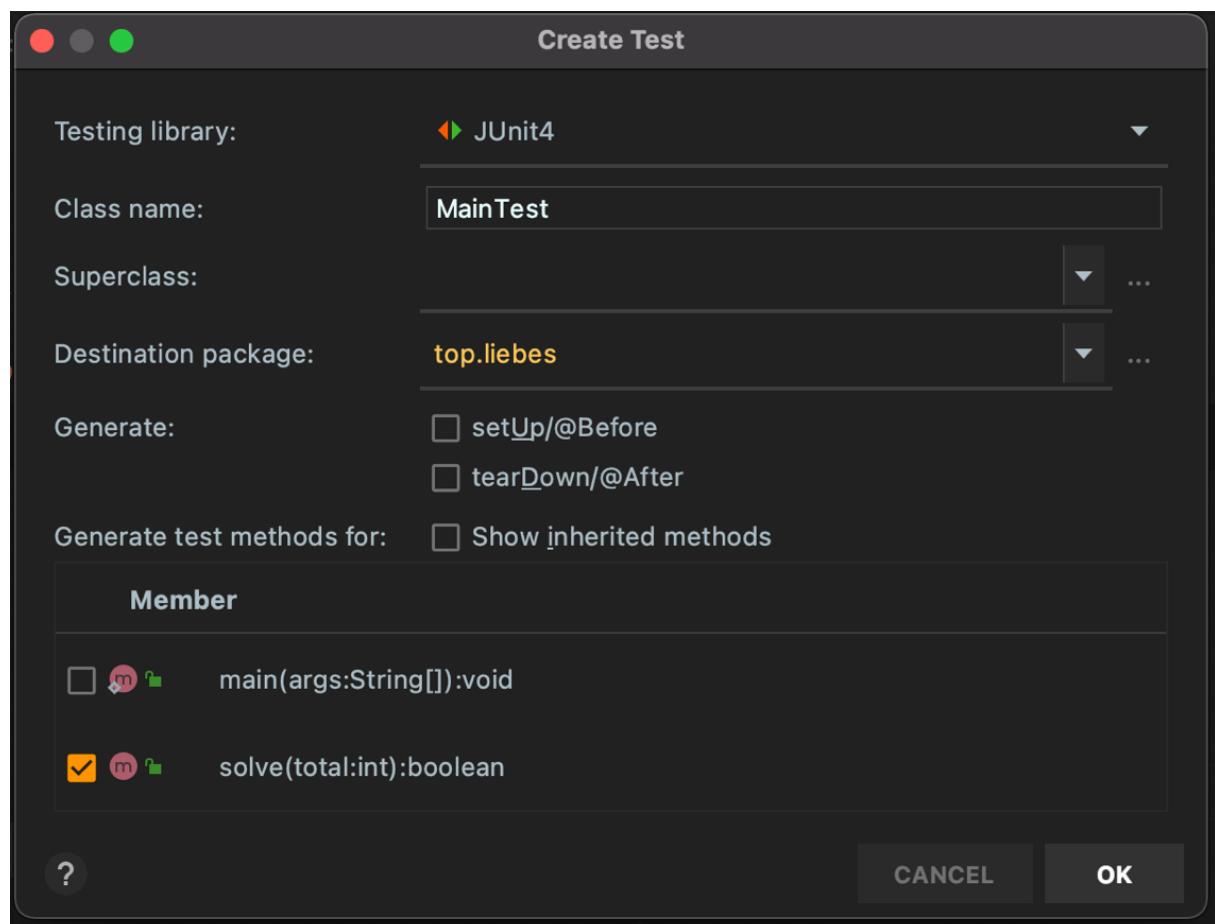 Create Test
Testing library: JUnit4
Class name: MainTest
Superclass: ...
Destination package: top.liebes ...
Generate: setUp/@Before
tearDown/@After
Generate test methods for: Show inherited methods
Member
m main(args:String[]):void
m solve(total:int):boolean
? CANCEL OK